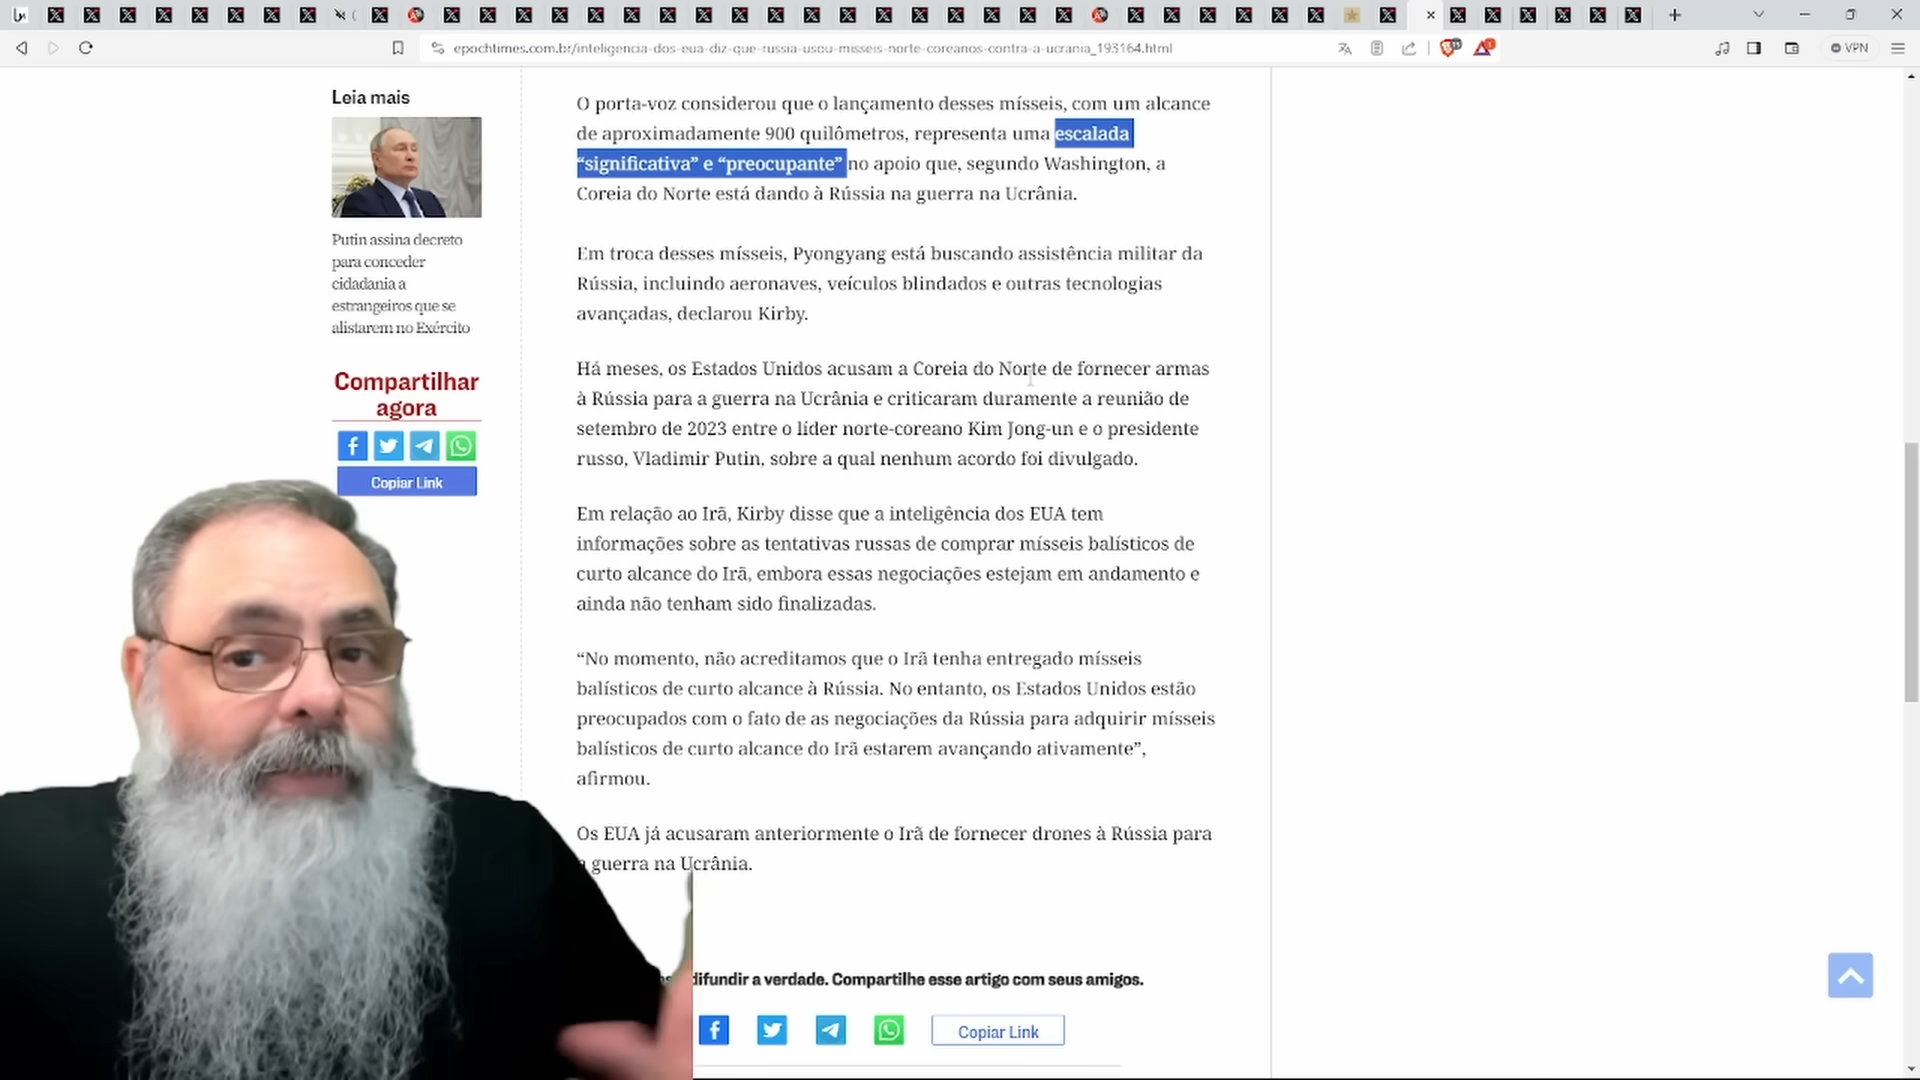 epochtimes.com.br/inteligencia-dos-eua-diz-que-russia-usou-misseis-norte-coreanos-contra-a-ucrania_193164.html
VPN
Leia mais
Putin assina decreto
para conceder
cidadania a
estrangeiros que se
alistarem no Exército
Compartilhar
agora
Copiar Link
O porta-voz considerou que o lançamento desses mísseis, com um alcance
de aproximadamente 900 quilômetros, representa uma escalada
“significativa” e “preocupante” no apoio que, segundo Washington, a
Coreia do Norte está dando à Rússia na guerra na Ucrânia.
Em troca desses mísseis, Pyongyang está buscando assistência militar da
Rússia, incluindo aeronaves, veículos blindados e outras tecnologias
avançadas, declarou Kirby.
Há meses, os Estados Unidos acusam a Coreia do Norte de fornecer armas
à Rússia para a guerra na Ucrânia e criticaram duramente a reunião de
setembro de 2023 entre o líder norte-coreano Kim Jong-un e o presidente
russo, Vladimir Putin, sobre a qual nenhum acordo foi divulgado.
Em relação ao Irã, Kirby disse que a inteligência dos EUA tem
informações sobre as tentativas russas de comprar mísseis balísticos de
curto alcance do Irã, embora essas negociações estejam em andamento e
ainda não tenham sido finalizadas.
“No momento, não acreditamos que o Irã tenha entregado mísseis
balísticos de curto alcance à Rússia. No entanto, os Estados Unidos estão
preocupados com o fato de as negociações da Rússia para adquirir mísseis
balísticos de curto alcance do Irã estarem avançando ativamente”,
afirmou.
Os EUA já acusaram anteriormente o Irã de fornecer drones à Rússia para
guerra na Ucrânia.
difundir a verdade. Compartilhe esse artigo com seus amigos.
Copiar Link